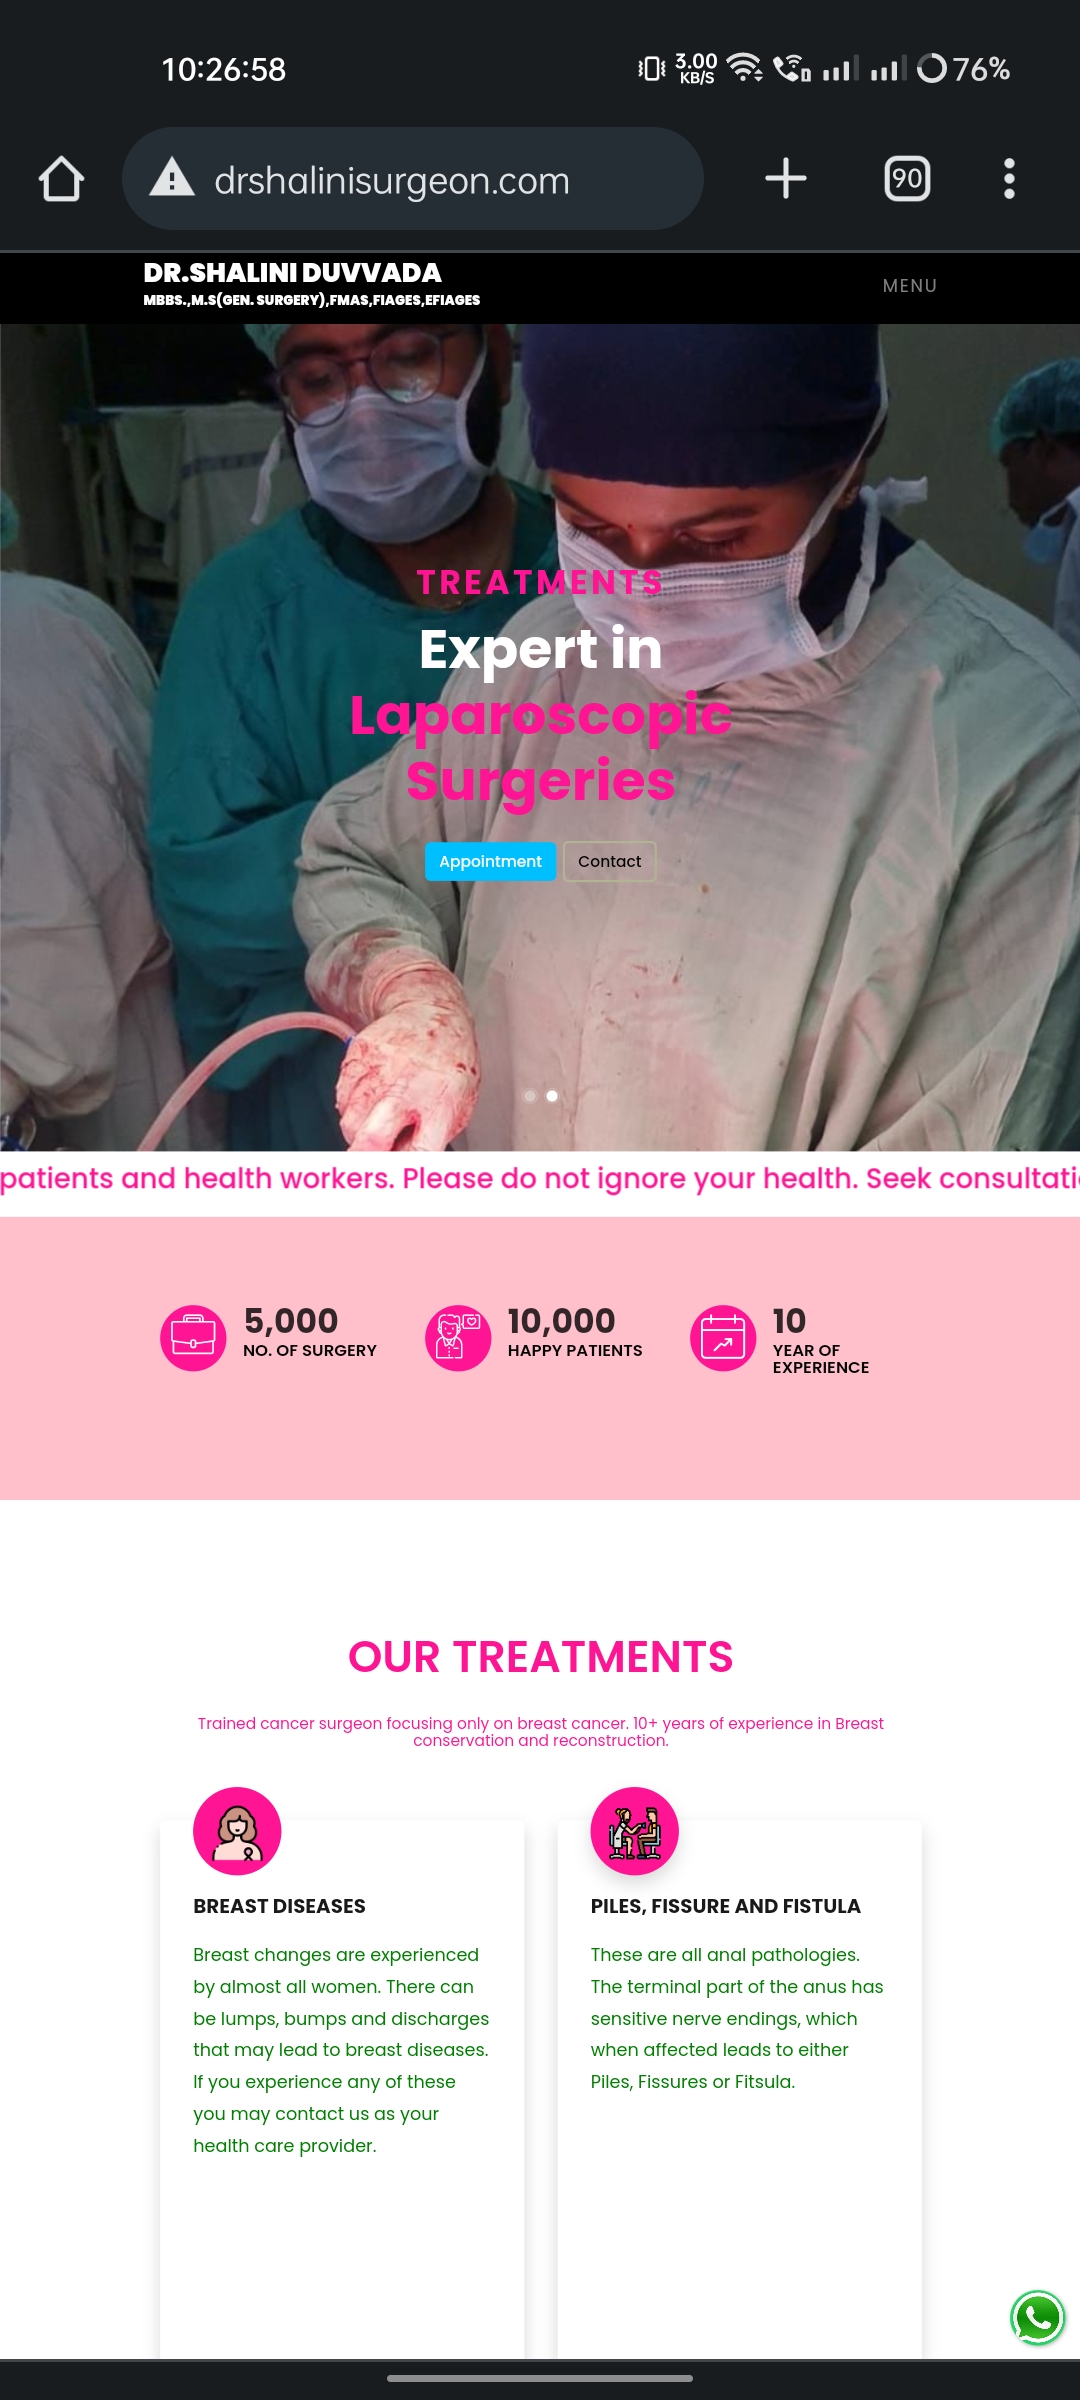 10:26:58
3.00
KB/S
76%
drshalinisurgeon.com
90
DR.SHALINI DUVVADA
MBBS.,M.S(GEN. SURGERY),FMAS,FIAGES,EFIAGES
MENU
TREATMENTS
Expert in
Laparoscopic
Surgeries
Appointment
Contact
patients and health workers. Please do not ignore your health. Seek consultati
5,000
NO. OF SURGERY
10,000
HAPPY PATIENTS
10
YEAR OF
EXPERIENCE
OUR TREATMENTS
Trained cancer surgeon focusing only on breast cancer. 10+ years of experience in Breast
conservation and reconstruction.
BREAST DISEASES
Breast changes are experienced
by almost all women. There can
be lumps, bumps and discharges
that may lead to breast diseases.
If you experience any of these
you may contact us as your
health care provider.
PILES, FISSURE AND FISTULA
These are all anal pathologies.
The terminal part of the anus has
sensitive nerve endings, which
when affected leads to either
Piles, Fissures or Fitsula.